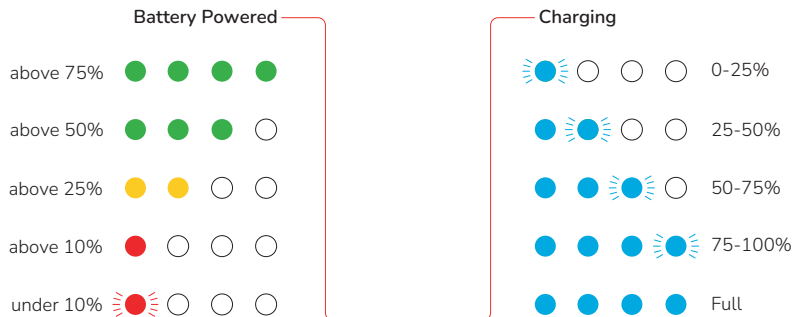 Battery Powered
above 75%
above 50%
above 25%
above 10%
under 10%
Charging
0-25%
25-50%
50-75%
75-100%
Full